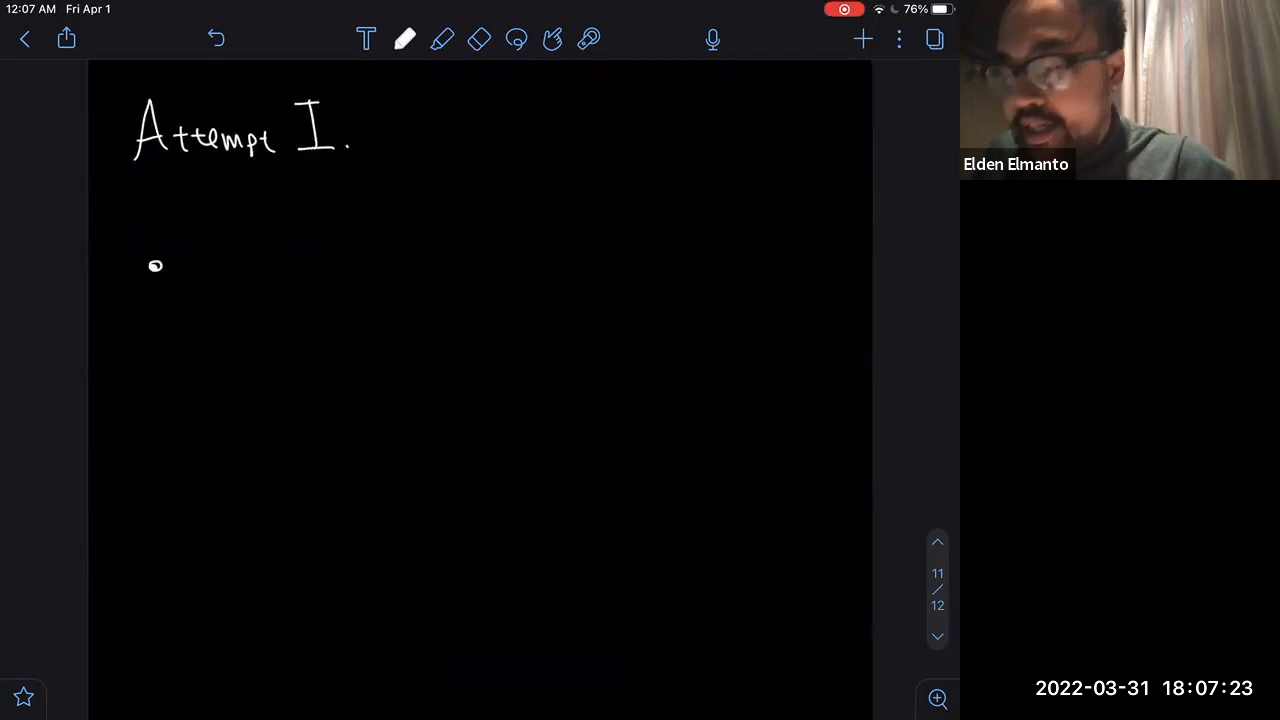 12:07 AM Fri Apr 1
76%
Attempt I.
Elden Elmanto
11
/
12
2022-03-31 18:07:23